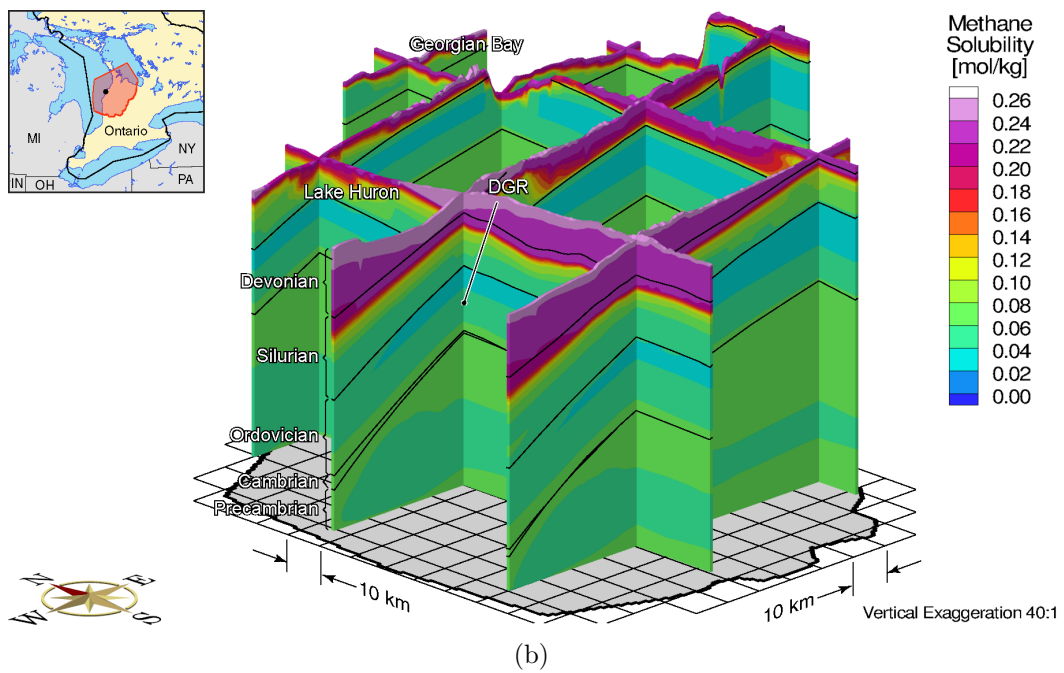 Georgian Bay
Methane
Solubility
[mol/kg]
0.26
0.24
0.22
0.20
0.18
0.16
0.14
0.12
0.10
0.08
0.06
0.04
0.02
0.00
MI
Ontario
NY
PA
IN
OH
Lake Huron
DGR
Devonian
Silurian
Ordovician
Cambrian
Precambrian
N
E
W
S
10 km
10 km
Vertical Exaggeration 40:1
(b)